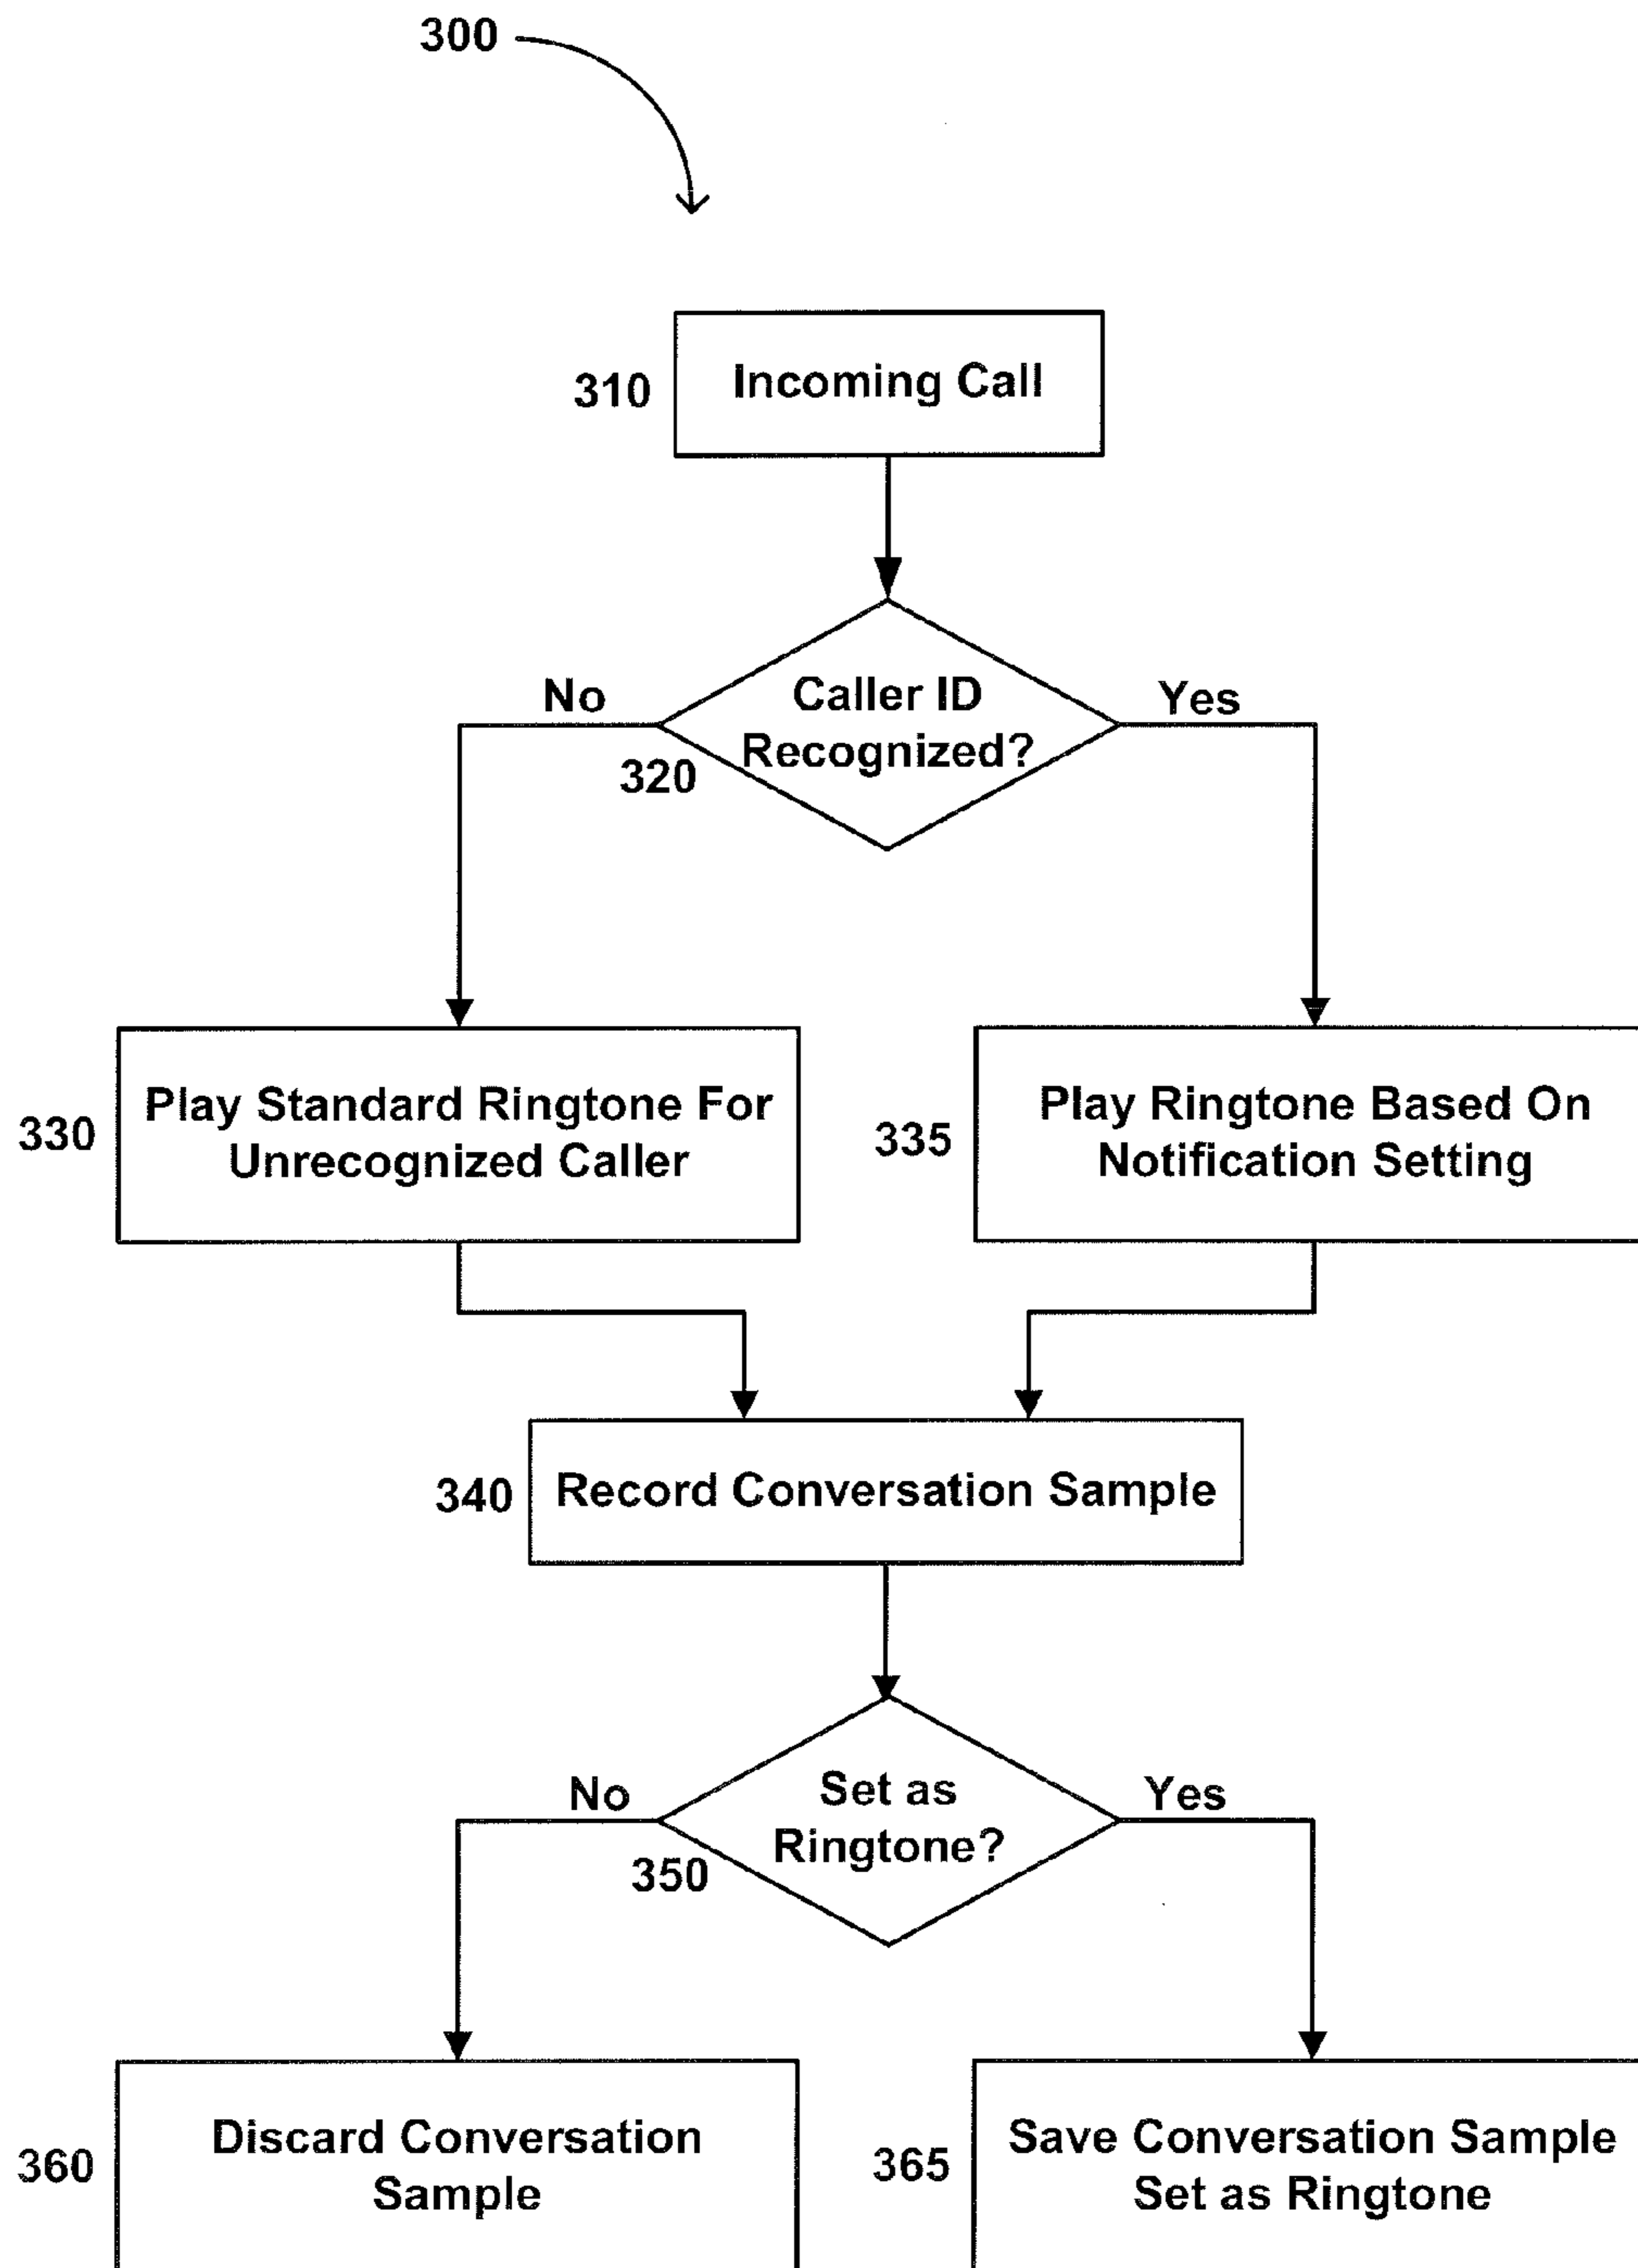 300
310
Incoming Call
No
Caller ID
Recognized?
Yes
320
330
Play Standard Ringtone For
Unrecognized Caller
335
Play Ringtone Based On
Notification Setting
340
Record Conversation Sample
No
Set as
Ringtone?
Yes
350
360
Discard Conversation
Sample
365
Save Conversation Sample
Set as Ringtone